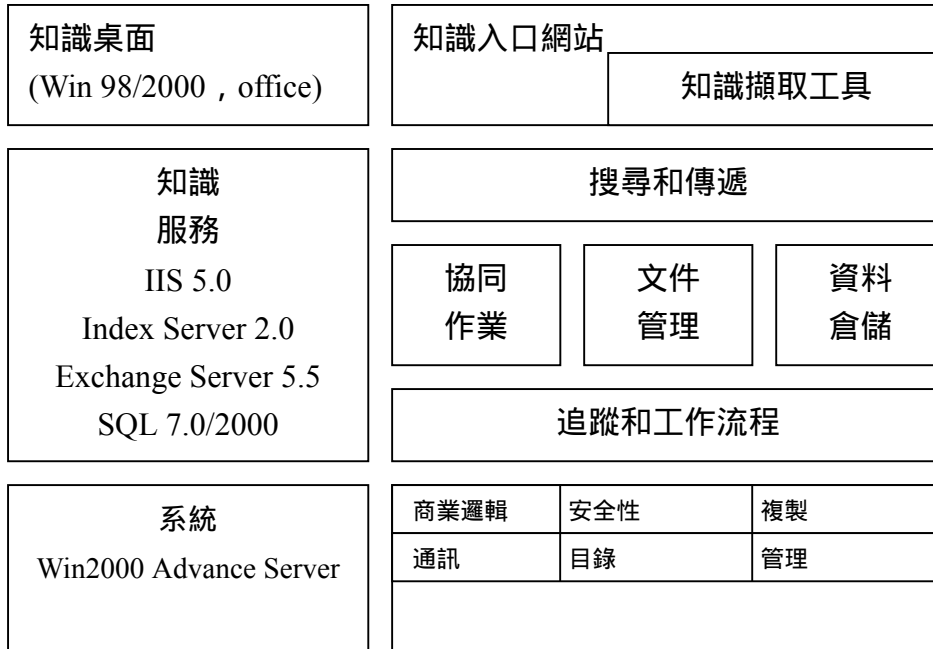 知識桌面
(Win 98/2000，office)
知識入口網站
知識擷取工具
知識
服務
IIS 5.0
Index Server 2.0
Exchange Server 5.5
SQL 7.0/2000
搜尋和傳遞
協同
作業
文件
管理
資料
倉儲
追蹤和工作流程
系統
Win2000 Advance Server
商業邏輯
安全性
複製
通訊
目錄
管理